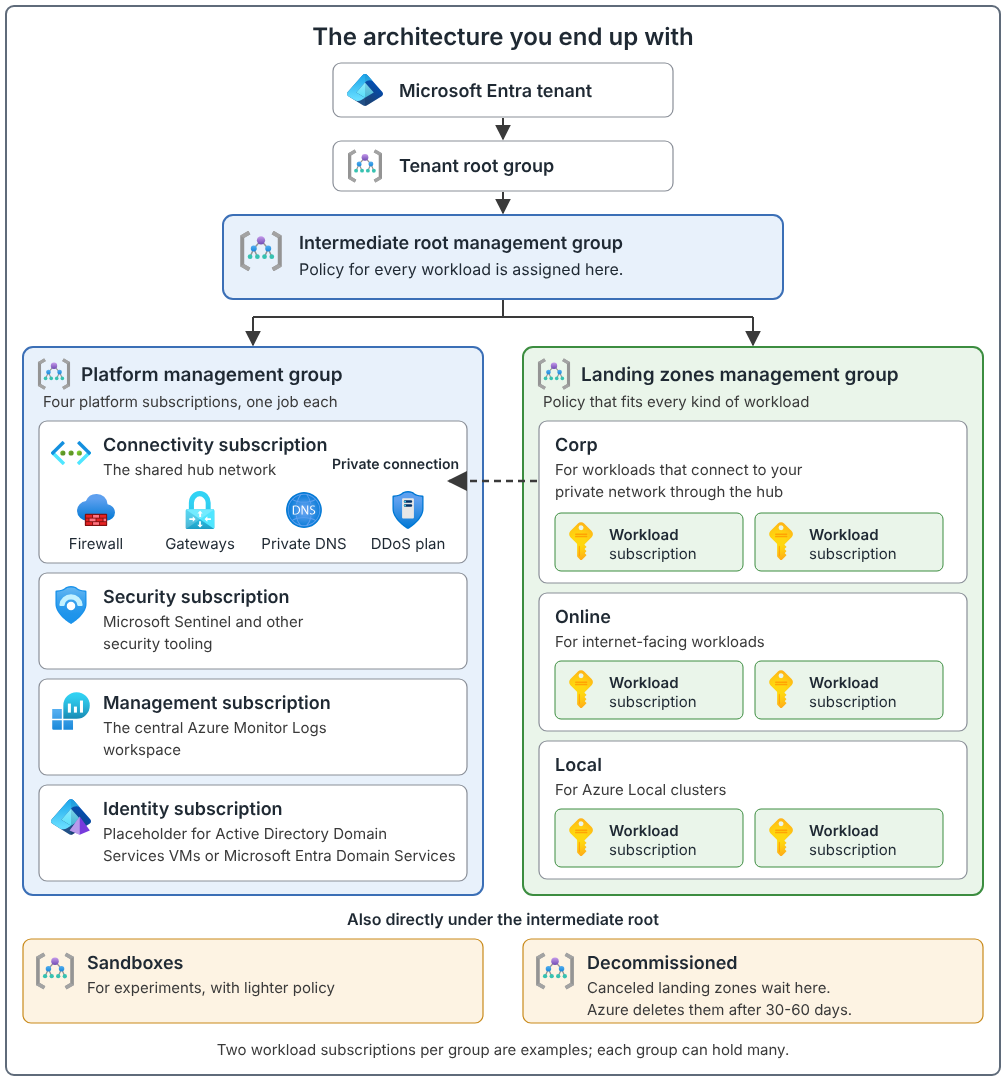 The architecture you end up with
Microsoft Entra tenant
Tenant root group
Intermediate root management group
Policy for every workload is assigned here.
Platform management group
Four platform subscriptions, one job each
Connectivity subscription
The shared hub network
Private connection
Firewall
Gateways
DNS
Private DNS
DDoS plan
Security subscription
Microsoft Sentinel and other
security tooling
Management subscription
The central Azure Monitor Logs
workspace
Identity subscription
Placeholder for Active Directory Domain
Services VMs or Microsoft Entra Domain Services
Landing zones management group
Policy that fits every kind of workload
Corp
For workloads that connect to your
private network through the hub
Workload
subscription
Workload
subscription
Online
For internet-facing workloads
Workload
subscription
Workload
subscription
Local
For Azure Local clusters
Workload
subscription
Workload
subscription
Also directly under the intermediate root
Sandboxes
For experiments, with lighter policy
Decommissioned
Canceled landing zones wait here.
Azure deletes them after 30-60 days.
Two workload subscriptions per group are examples; each group can hold many.